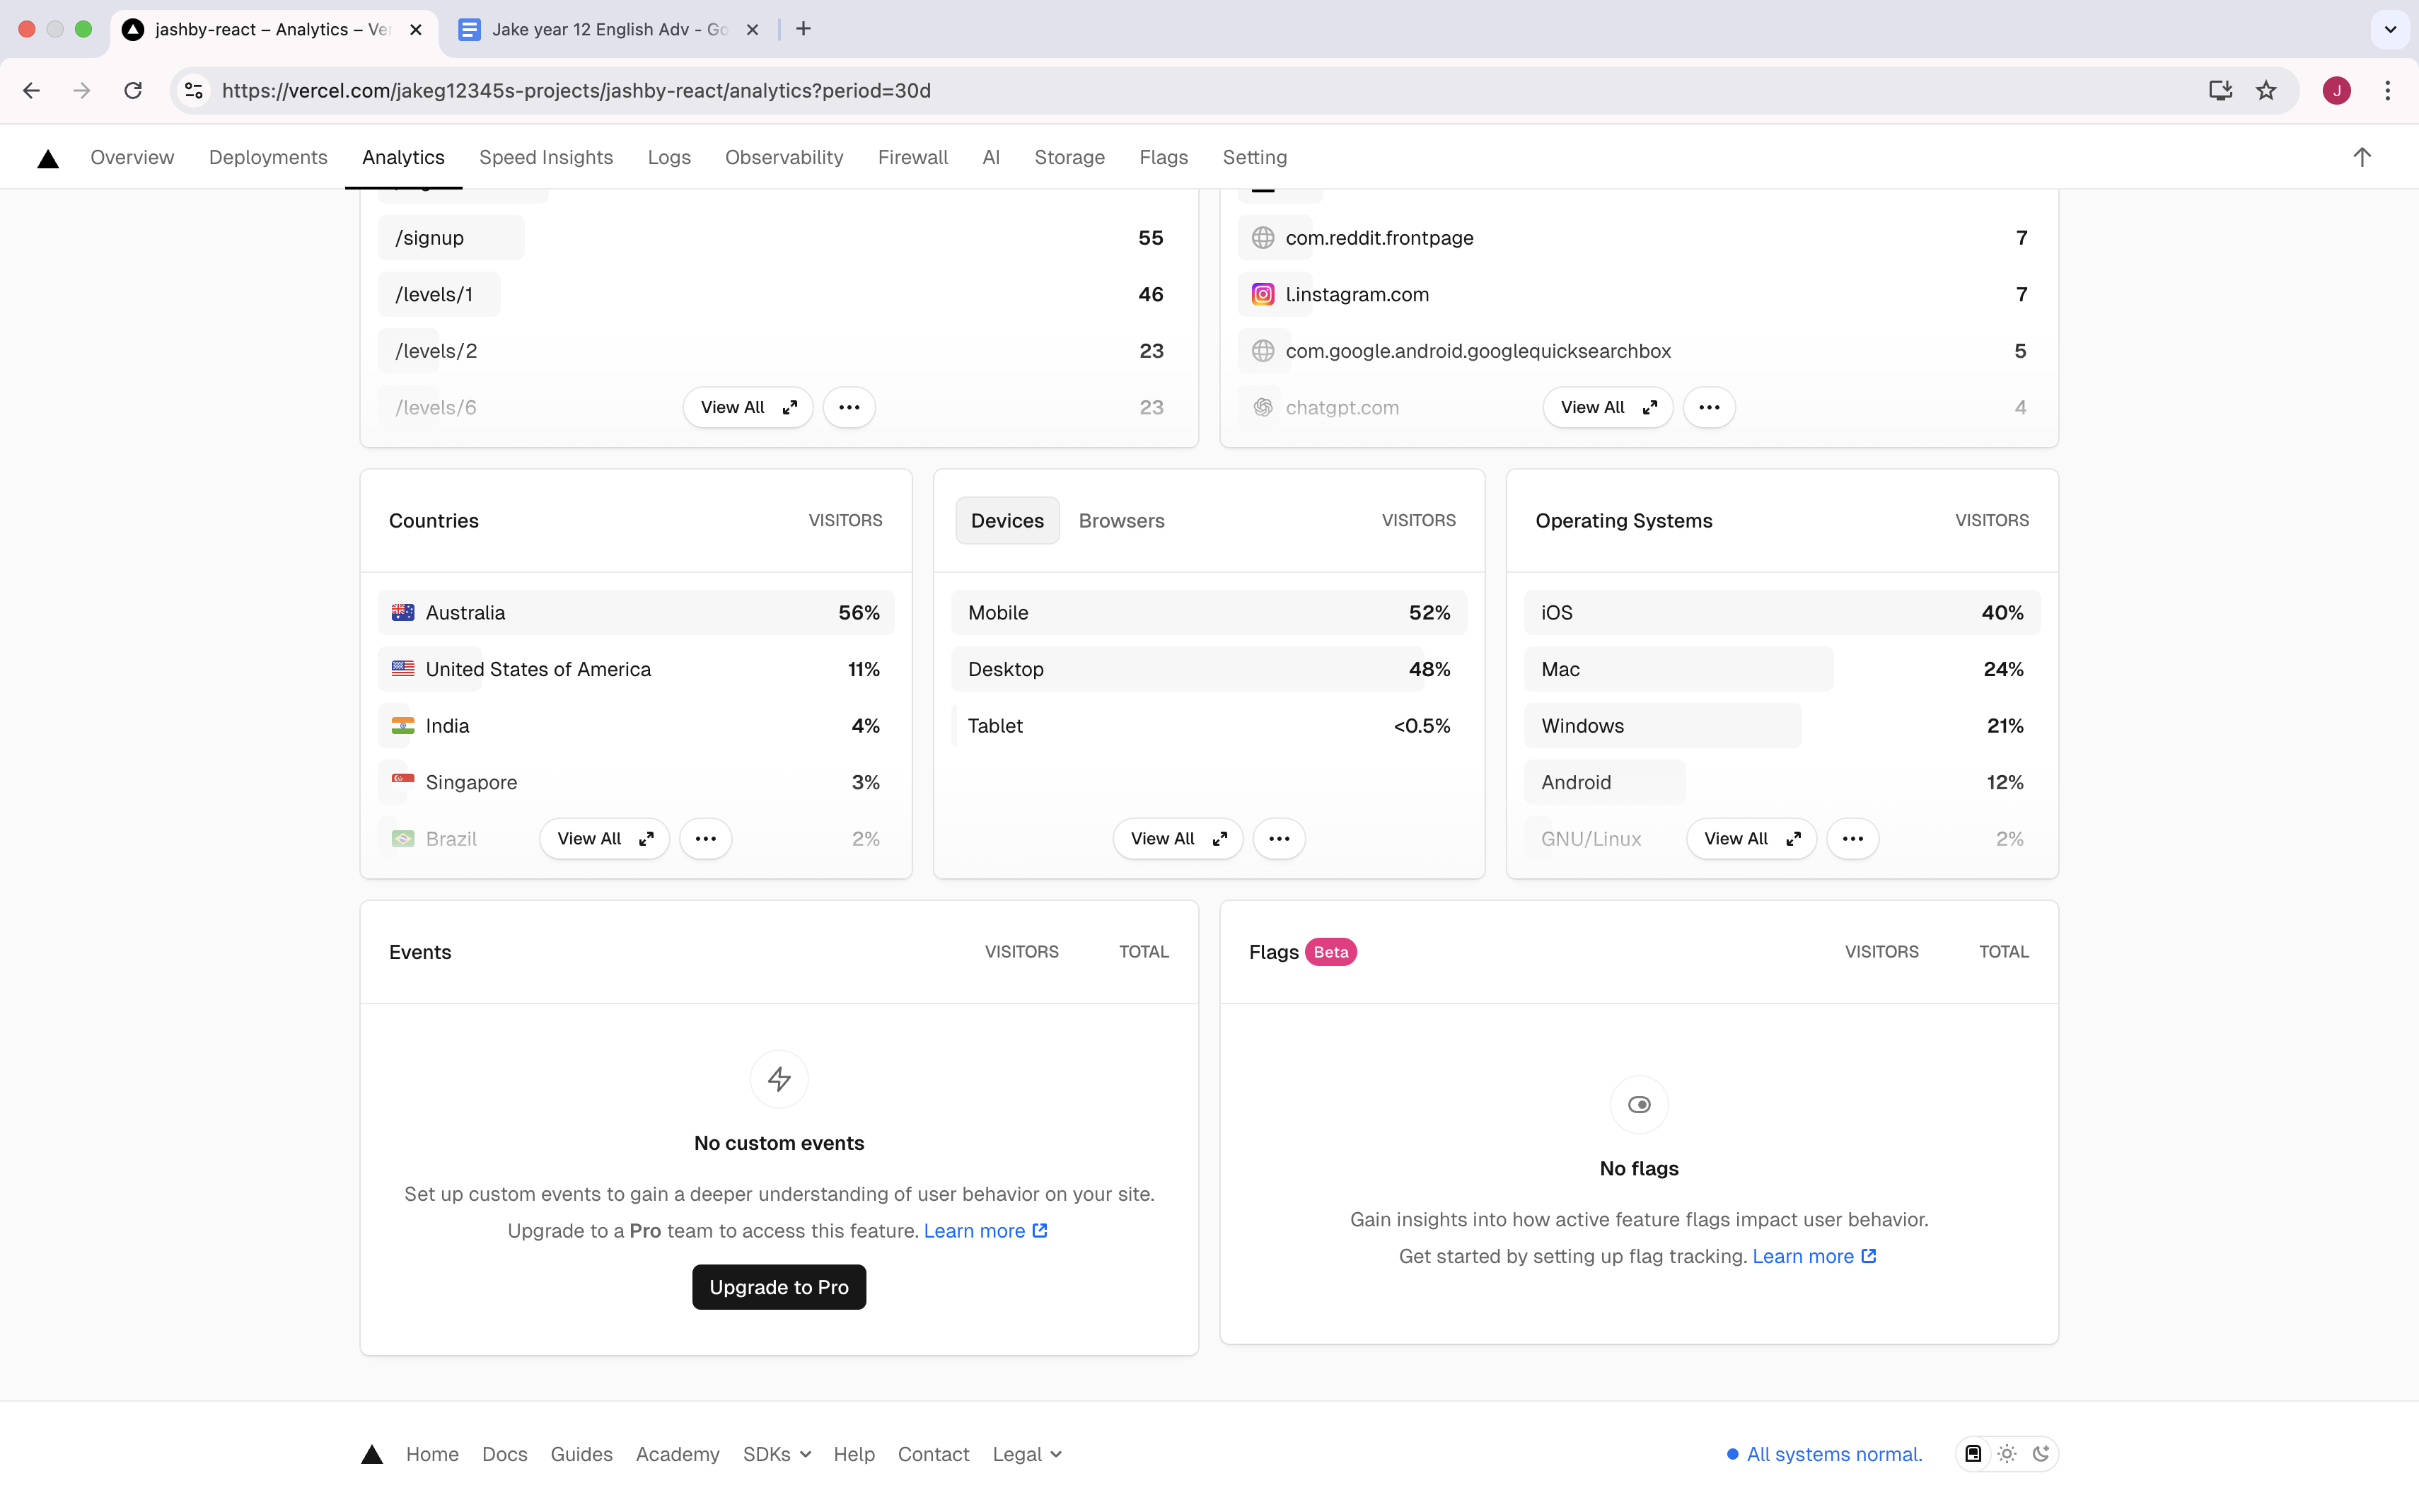 jashby-react – Analytics – Ver
Jake year 12 English Adv - Go
https://vercel.com/jakeg12345s-projects/jashby-react/analytics?period=30d
J
Overview Deployments Analytics Speed Insights Logs Observability Firewall AI Storage Flags Setting
/signup 55
/levels/1 46
/levels/2 23
/levels/6 23
View All
com.reddit.frontpage 7
l.instagram.com 7
com.google.android.googlequicksearchbox 5
chatgpt.com 4
View All
Countries VISITORS
Australia 56%
United States of America 11%
India 4%
Singapore 3%
Brazil 2%
View All
Devices Browsers VISITORS
Mobile 52%
Desktop 48%
Tablet <0.5%
View All
Operating Systems VISITORS
iOS 40%
Mac 24%
Windows 21%
Android 12%
GNU/Linux 2%
View All
Events VISITORS TOTAL
No custom events
Set up custom events to gain a deeper understanding of user behavior on your site.
Upgrade to a Pro team to access this feature. Learn more
Upgrade to Pro
Flags Beta VISITORS TOTAL
No flags
Gain insights into how active feature flags impact user behavior.
Get started by setting up flag tracking. Learn more
Home Docs Guides Academy SDKs Help Contact Legal
All systems normal.